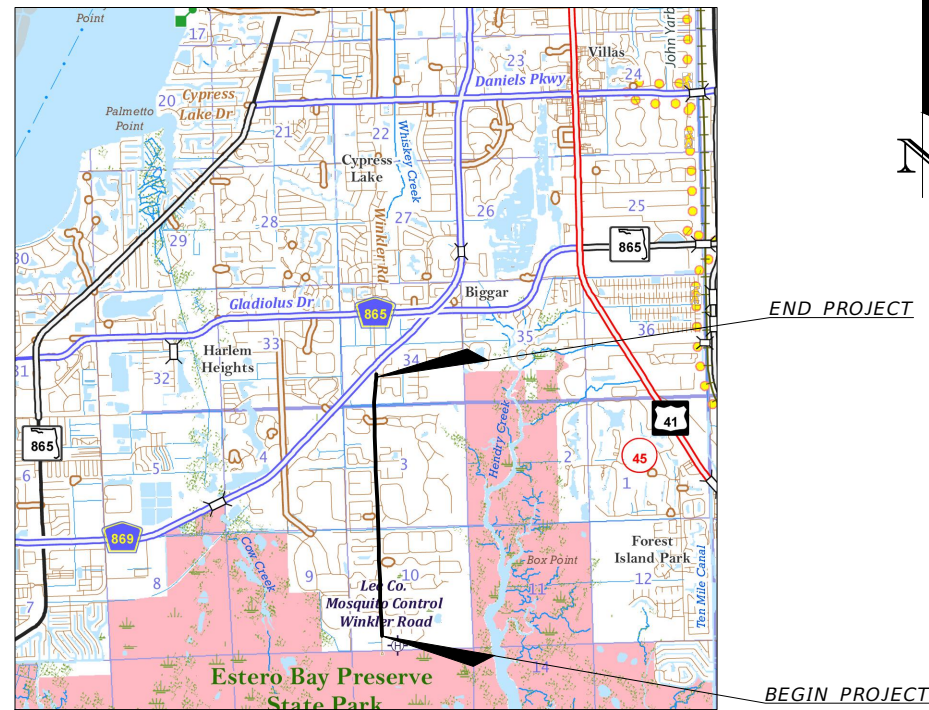 Point
17
Villas
John Yarb
23
24
Daniels Pkwy
20
Cypress
Lake Dr
Palmetto
Point
21
22
Whiskey Creek
Cypress
Lake
N
25
26
27
28
Winkler Rd
29
865
30
Biggar
Gladiolus Dr
865
END PROJECT
35
36
33
34
Harlem
Heights
31
32
865
41
Hendry Creek
45
6
5
4
3
2
1
869
Forest
Island Park
Cow Creek
Box Point
7
8
9
10
11
12
Ten Mile Canal
Lee Co.
Mosquito Control
Winkler Road
H
14
Estero Bay Preserve
State Park
BEGIN PROJECT